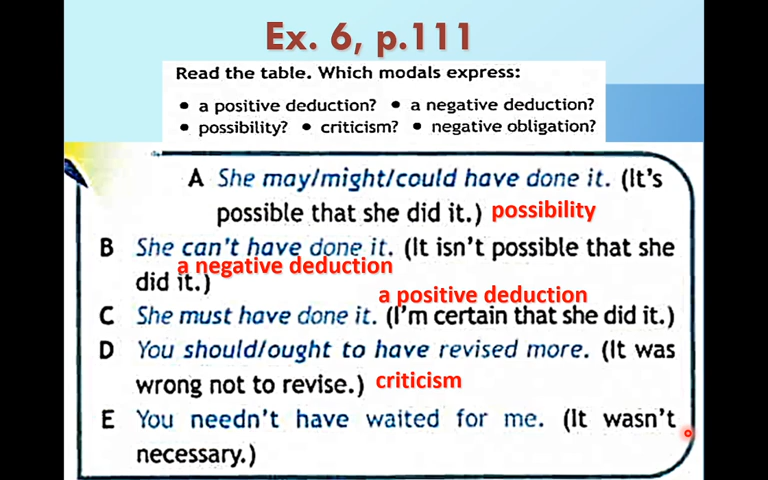 Ex. 6, p.111
Read the table. Which modals express:
• a positive deduction? • a negative deduction?
• possibility? • criticism? • negative obligation?
A She may/might/could have done it. (It's
possible that she did it.) possibility
B She can't have done it. (It isn't possible that she
a negative deduction
did it.)
a positive deduction
C She must have done it. (I'm certain that she did it.)
D You should/ought to have revised more. (It was
wrong not to revise.) criticism
E You needn't have waited for me. (It wasn't
necessary.)